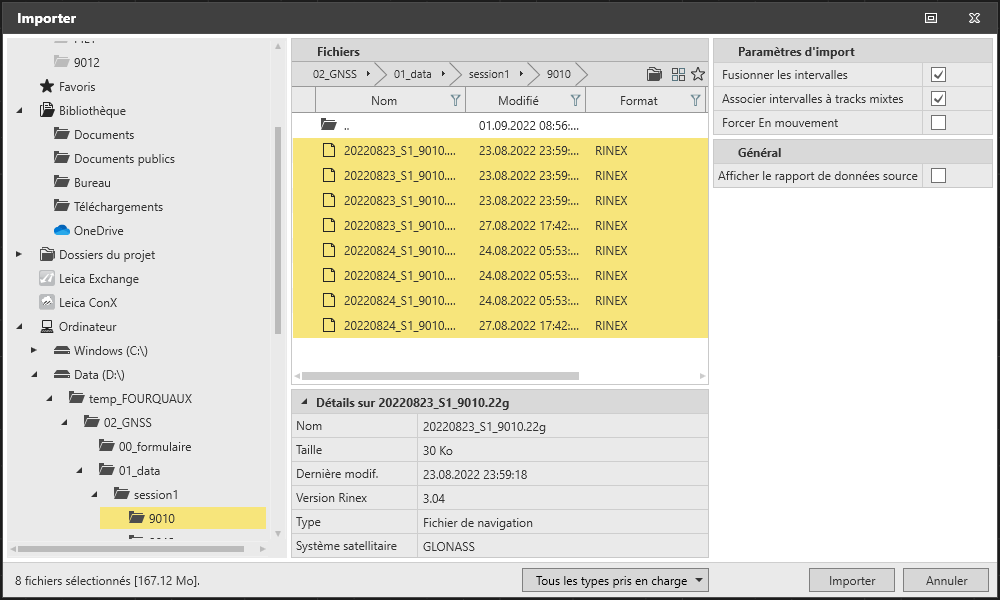 Importer
9012
Favoris
Bibliothèque
Documents
Documents publics
Bureau
Téléchargements
OneDrive
Dossiers du projet
Leica Exchange
Leica ConX
Ordinateur
Windows (C:\)
Data (D:\)
temp_FOURQUAUX
02_GNSS
00_formulaire
01_data
session1
9010
Fichiers
02_GNSS 01_data session1 9010
Nom Modifié Format
.. 01.09.2022 08:56:...
20220823_S1_9010.... 23.08.2022 23:59:... RINEX
20220823_S1_9010.... 23.08.2022 23:59:... RINEX
20220823_S1_9010.... 23.08.2022 23:59:... RINEX
20220823_S1_9010.... 27.08.2022 17:42:... RINEX
20220824_S1_9010.... 24.08.2022 05:53:... RINEX
20220824_S1_9010.... 24.08.2022 05:53:... RINEX
20220824_S1_9010.... 24.08.2022 05:53:... RINEX
20220824_S1_9010.... 27.08.2022 17:42:... RINEX
Détails sur 20220823_S1_9010.22g
Nom 20220823_S1_9010.22g
Taille 30 Ko
Dernière modif. 23.08.2022 23:59:18
Version Rinex 3.04
Type Fichier de navigation
Système satellitaire GLONASS
Paramètres d'import
Fusionner les intervalles
Associer intervalles à tracks mixtes
Forcer En mouvement
Général
Afficher le rapport de données source
8 fichiers sélectionnés [167.12 Mo].
Tous les types pris en charge
Importer
Annuler